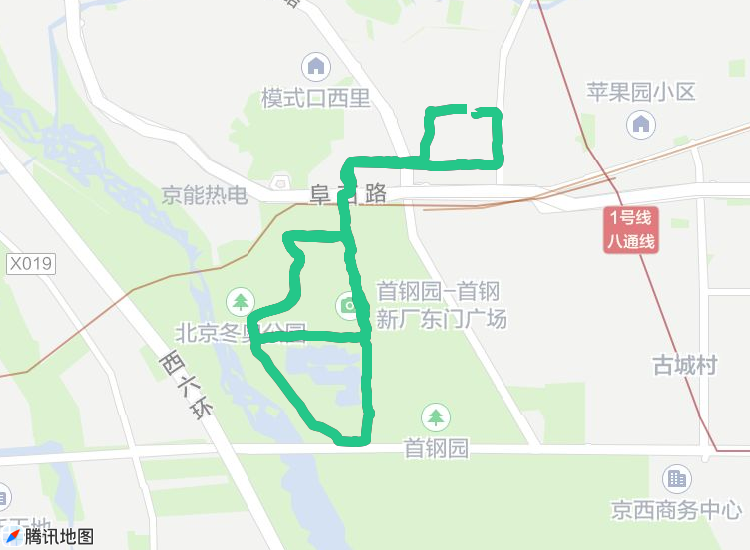 模式口西里
苹果园小区
京能热电
阜石路
1号线
八通线
X019
首钢园–首钢
新厂东门广场
北京冬奥公园
西六环
古城村
首钢园
京西商务中心
腾讯地图